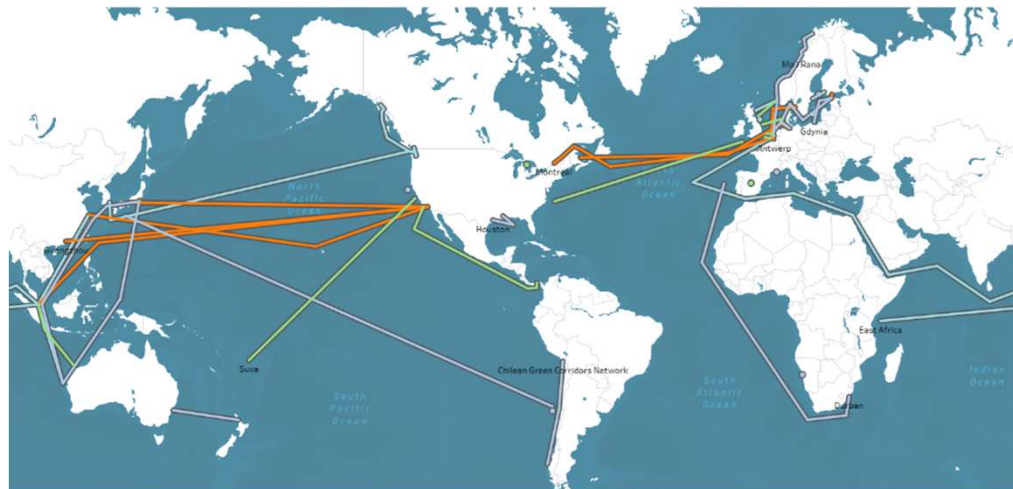 Mo i Rana
Gdynia
Antwerp
Montreal
North
Pacific
Ocean
Atlantic
Ocean
Houston
Guangzhou
East Africa
Suva
Chilean Green Corridors Network
Indian
Ocean
South
Pacific
Ocean
South
Atlantic
Ocean
Durban